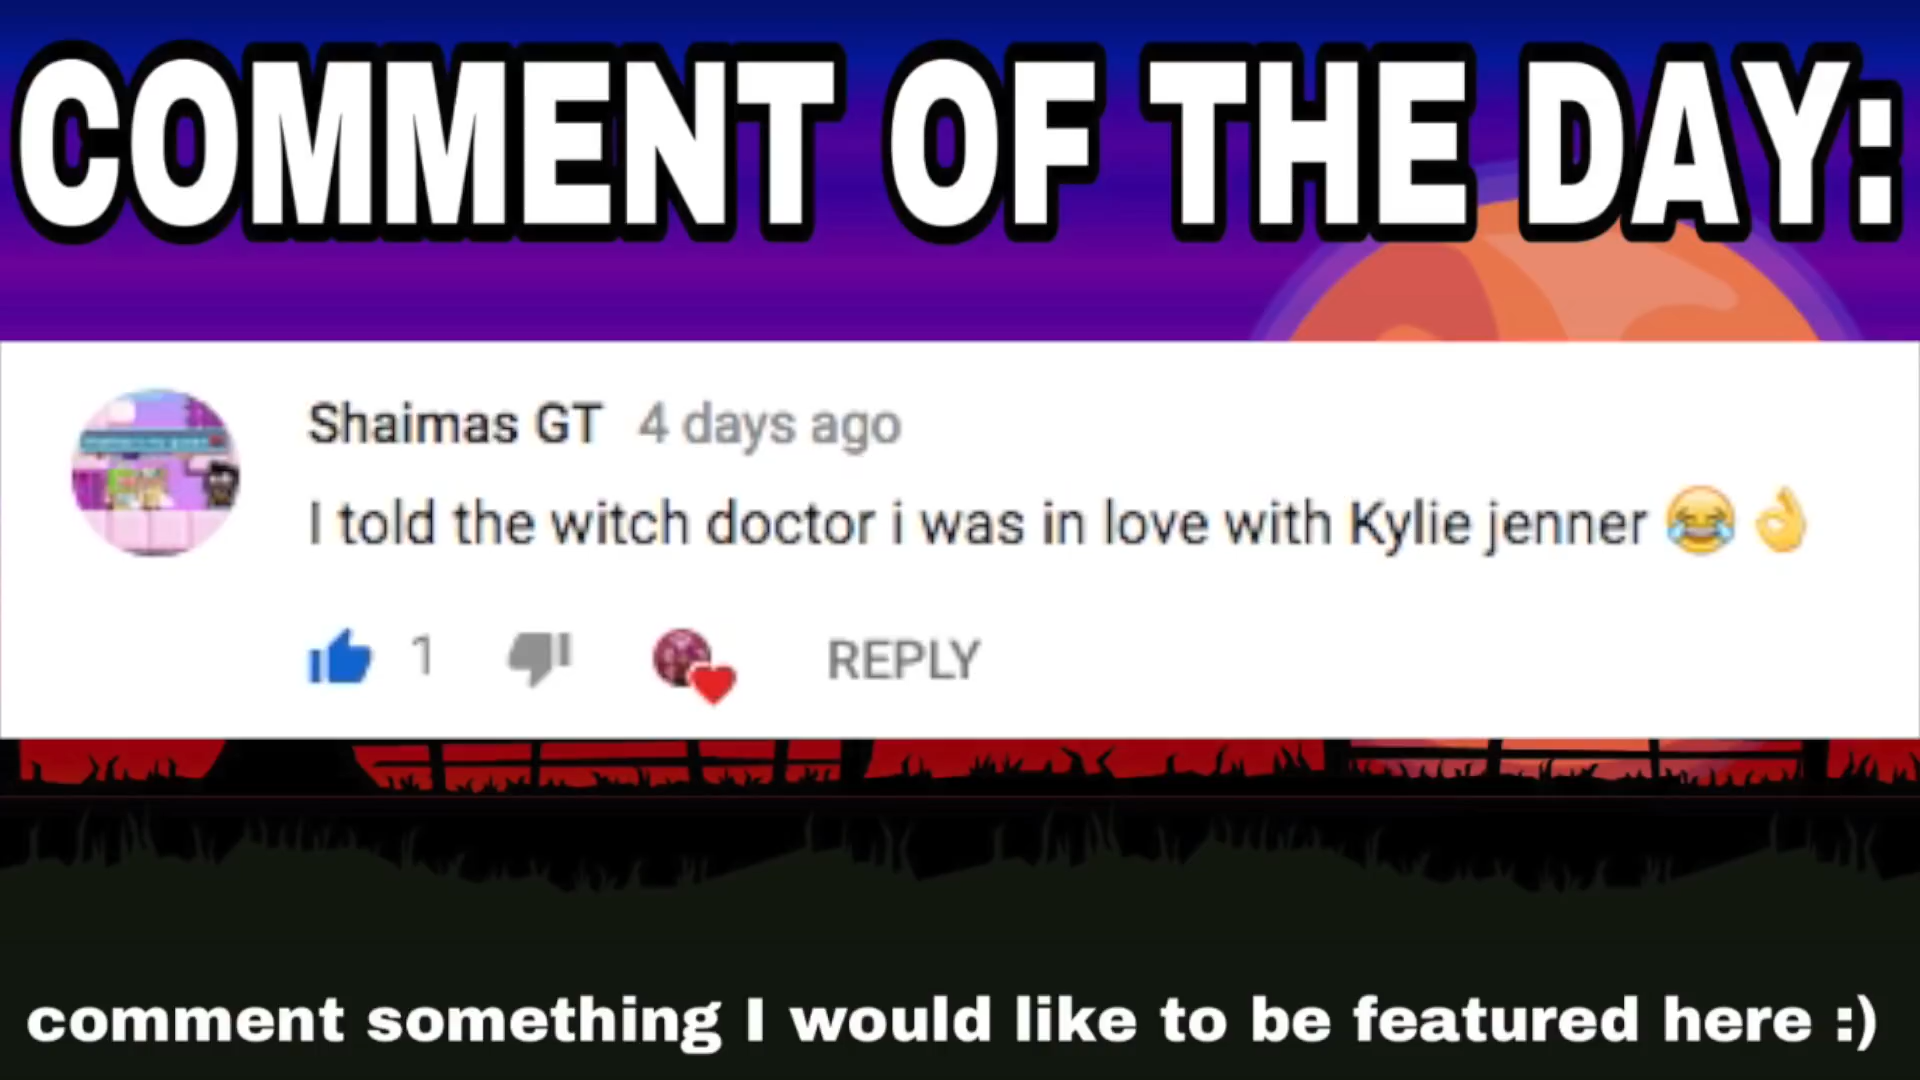 COMMENT OF THE DAY:
Shaimas GT 4 days ago
I told the witch doctor i was in love with Kylie jenner 😂👌
1 REPLY
comment something I would like to be featured here :)